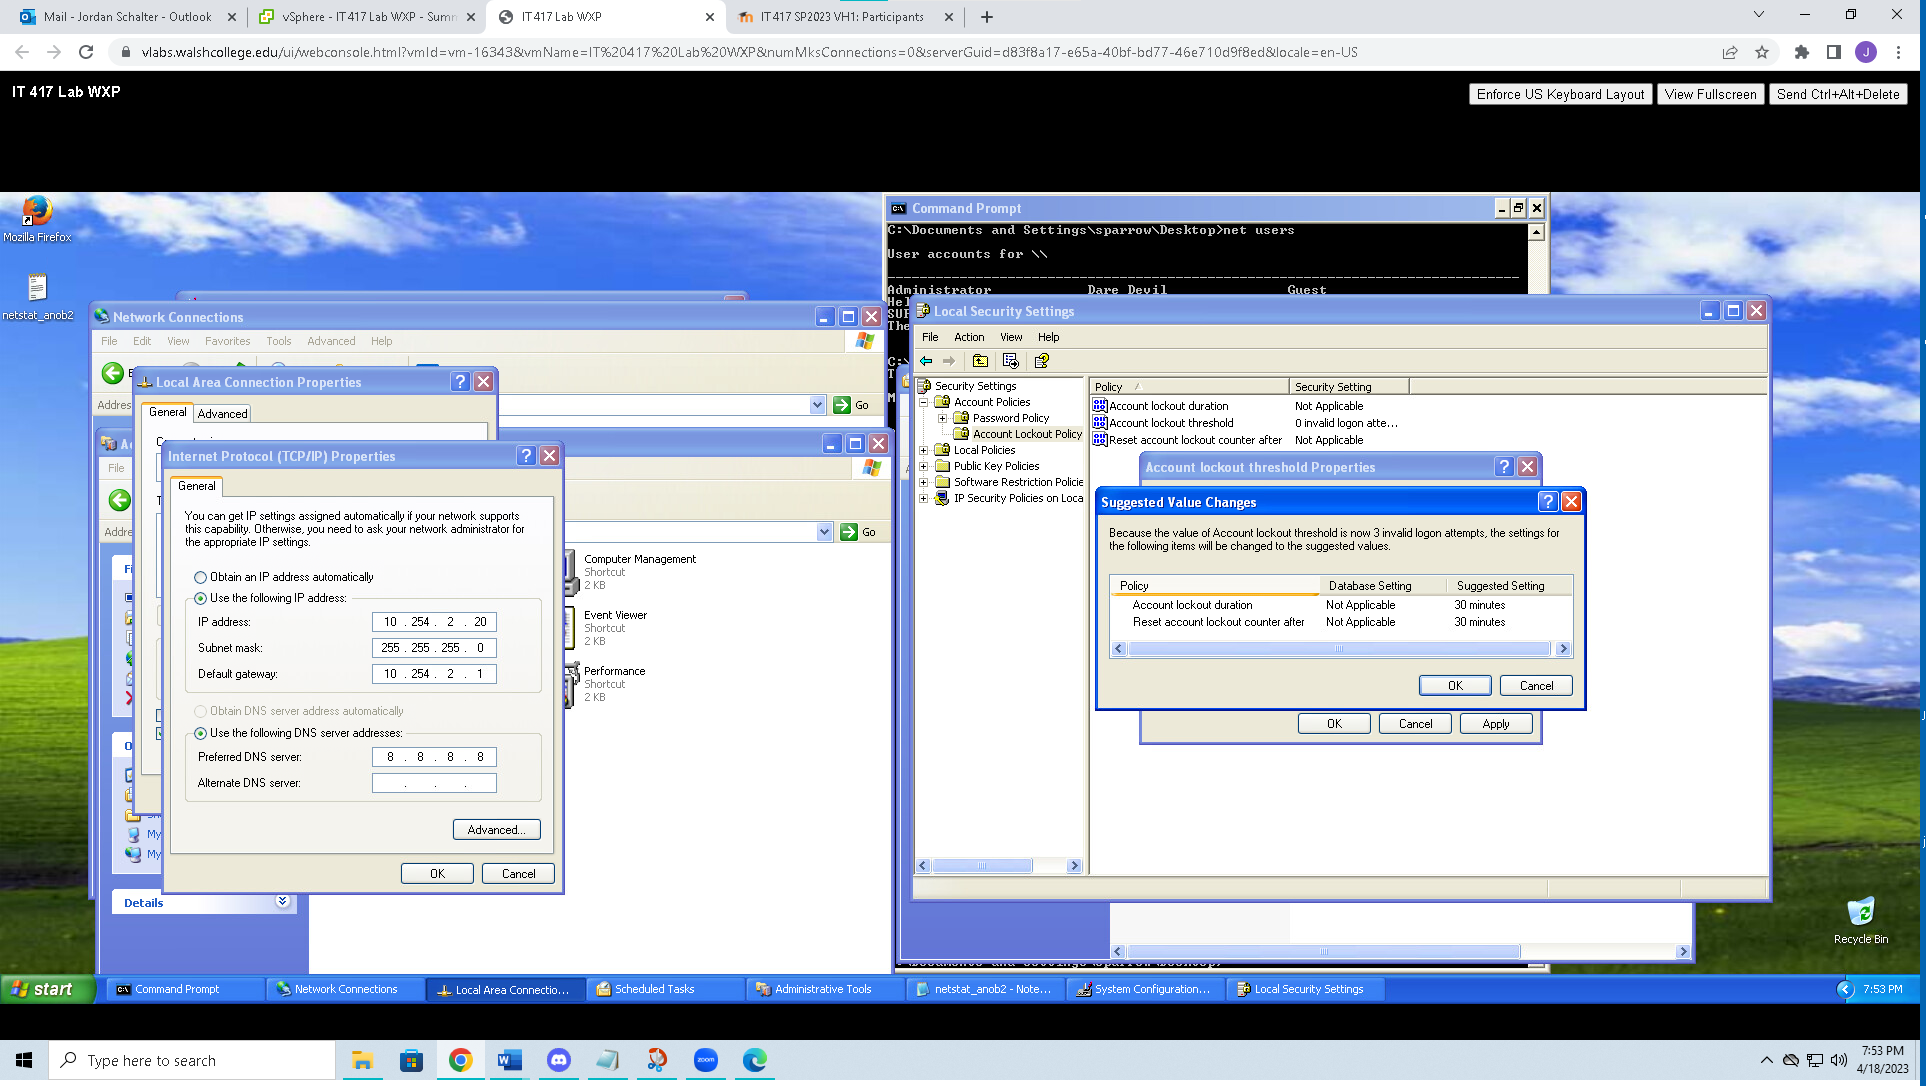 Mail - Jordan Schalter - Outlook
vSphere - IT417 Lab WXP - Summ
IT417 Lab WXP
IT417 SP2023 VH1: Participants
vlabs.walshcollege.edu/ui/webconsole.html?vmId=vm-16343&vmName=IT%20417%20Lab%20WXP&numMksConnections=0&serverGuid=d83f8a17-e65a-40bf-bd77-46e710d9f8ed&locale=en-US
J
IT 417 Lab WXP
Enforce US Keyboard Layout
View Fullscreen
Send Ctrl+Alt+Delete
Mozilla Firefox
netstat_anob2
Command Prompt
C:\Documents and Settings\sparrow\Desktop>net users
User accounts for \\
Administrator Dare Devil Guest
Network Connections
File Edit View Favorites Tools Advanced Help
Go
Local Area Connection Properties
General
Advanced
File
Internet Protocol (TCP/IP) Properties
General
You can get IP settings assigned automatically if your network supports
this capability. Otherwise, you need to ask your network administrator for
the appropriate IP settings.
Obtain an IP address automatically
Use the following IP address:
IP address: 10 . 254 . 2 . 20
Subnet mask: 255 . 255 . 255 . 0
Default gateway: 10 . 254 . 2 . 1
Obtain DNS server address automatically
Use the following DNS server addresses:
Preferred DNS server: 8 . 8 . 8 . 8
Alternate DNS server: . . .
Advanced...
OK
Cancel
Go
Computer Management
Shortcut
2 KB
Event Viewer
Shortcut
2 KB
Performance
Shortcut
2 KB
My
My
Details
Local Security Settings
File Action View Help
Security Settings
Account Policies
Password Policy
Account Lockout Policy
Local Policies
Public Key Policies
Software Restriction Policie
IP Security Policies on Loca
Policy Security Setting
Account lockout duration Not Applicable
Account lockout threshold 0 invalid logon atte...
Reset account lockout counter after Not Applicable
Account lockout threshold Properties
Suggested Value Changes
Because the value of Account lockout threshold is now 3 invalid logon attempts, the settings for
the following items will be changed to the suggested values.
Policy Database Setting Suggested Setting
Account lockout duration Not Applicable 30 minutes
Reset account lockout counter after Not Applicable 30 minutes
OK
Cancel
OK
Cancel
Apply
Recycle Bin
start
Command Prompt
Network Connections
Local Area Connectio...
Scheduled Tasks
Administrative Tools
netstat_anob2 - Note...
System Configuration...
Local Security Settings
7:53 PM
Type here to search
zoom
7:53 PM
4/18/2023